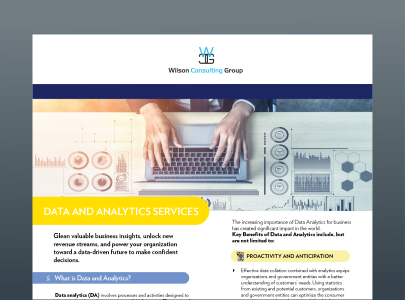 WCG
Wilson Consulting Group
DATA AND ANALYTICS SERVICES
Glean valuable business insights, unlock new
revenue streams, and power your organization
toward a data-driven future to make confident
decisions.
What is Data and Analytics?
Data analytics (DA) involves processes and activities designed to
The increasing importance of Data Analytics for business
has created significant impact in the world.
Key Benefits of Data and Analytics include, but
are not limited to:
PROACTIVITY AND ANTICIPATION
Effective data collation combined with analytics equips
organizations and government entities with a better
understanding of customers' needs. Using statistics
from existing and potential customers, organizations
and government entities can optimize the consumer